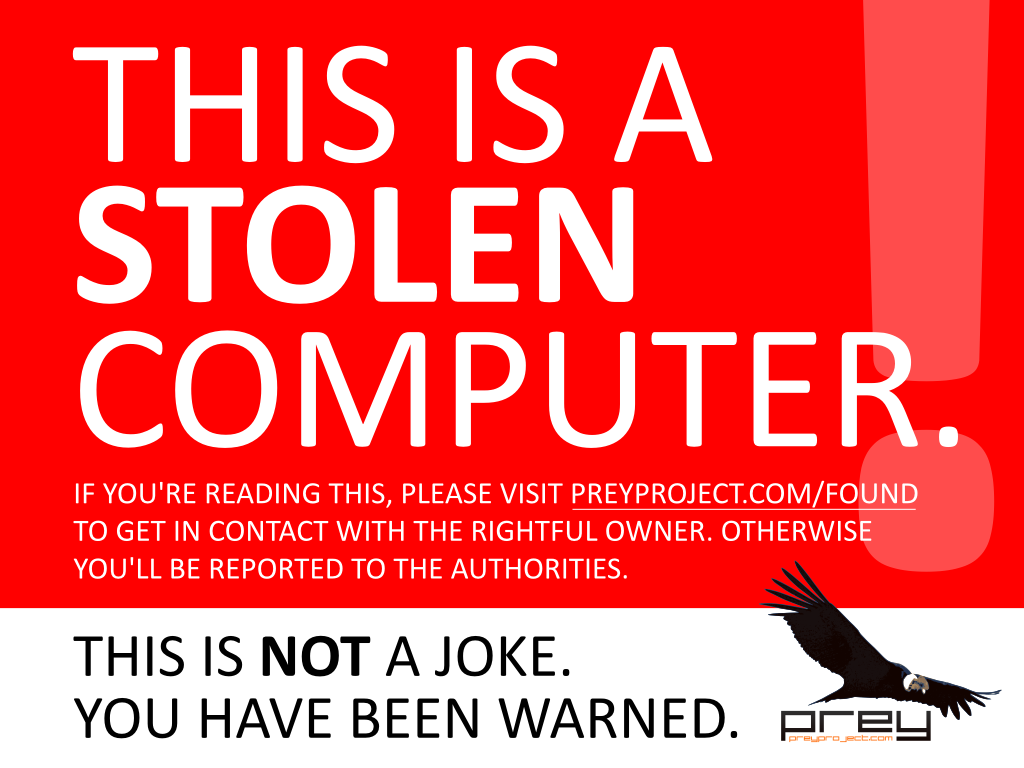 THIS IS A
STOLEN
COMPUTER.
IF YOU'RE READING THIS, PLEASE VISIT PREYPROJECT.COM/FOUND
TO GET IN CONTACT WITH THE RIGHTFUL OWNER. OTHERWISE
YOU'LL BE REPORTED TO THE AUTHORITIES.
THIS IS NOT A JOKE.
YOU HAVE BEEN WARNED.
prey
preyproject.com